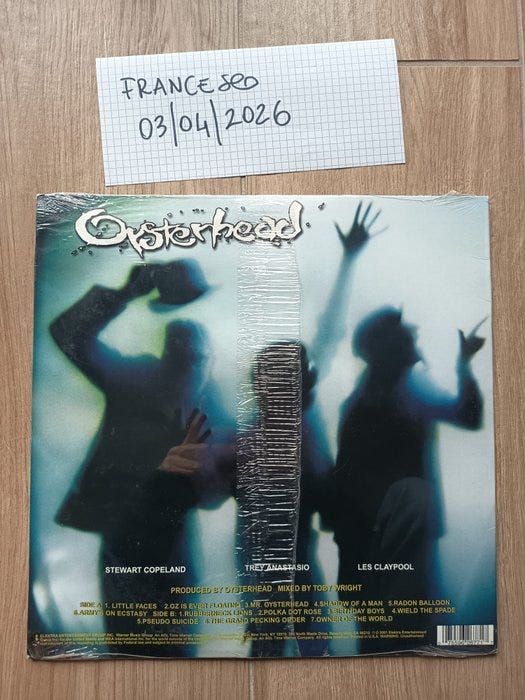 FRANCESCO
03/04/2026
Oysterhead
STEWART COPELAND TREY ANASTASIO LES CLAYPOOL
PRODUCED BY OYSTERHEAD MIXED BY TOBY WRIGHT
SIDE A 1. LITTLE FACES 2.OZ IS EVER FLOATING 3.MR. OYSTERHEAD 4.SHADOW OF A MAN 5.RADON BALLOON
6.ARMY'S ON ECSTASY SIDE B 1.RUBBERNECK LIONS 2.POLKA DOT ROSE 3.BIRTHDAY BOYS 4.WIELD THE SPADE
5.PSEUDO SUICIDE 6.THE GRAND PECKING ORDER 7.OWNER OF THE WORLD